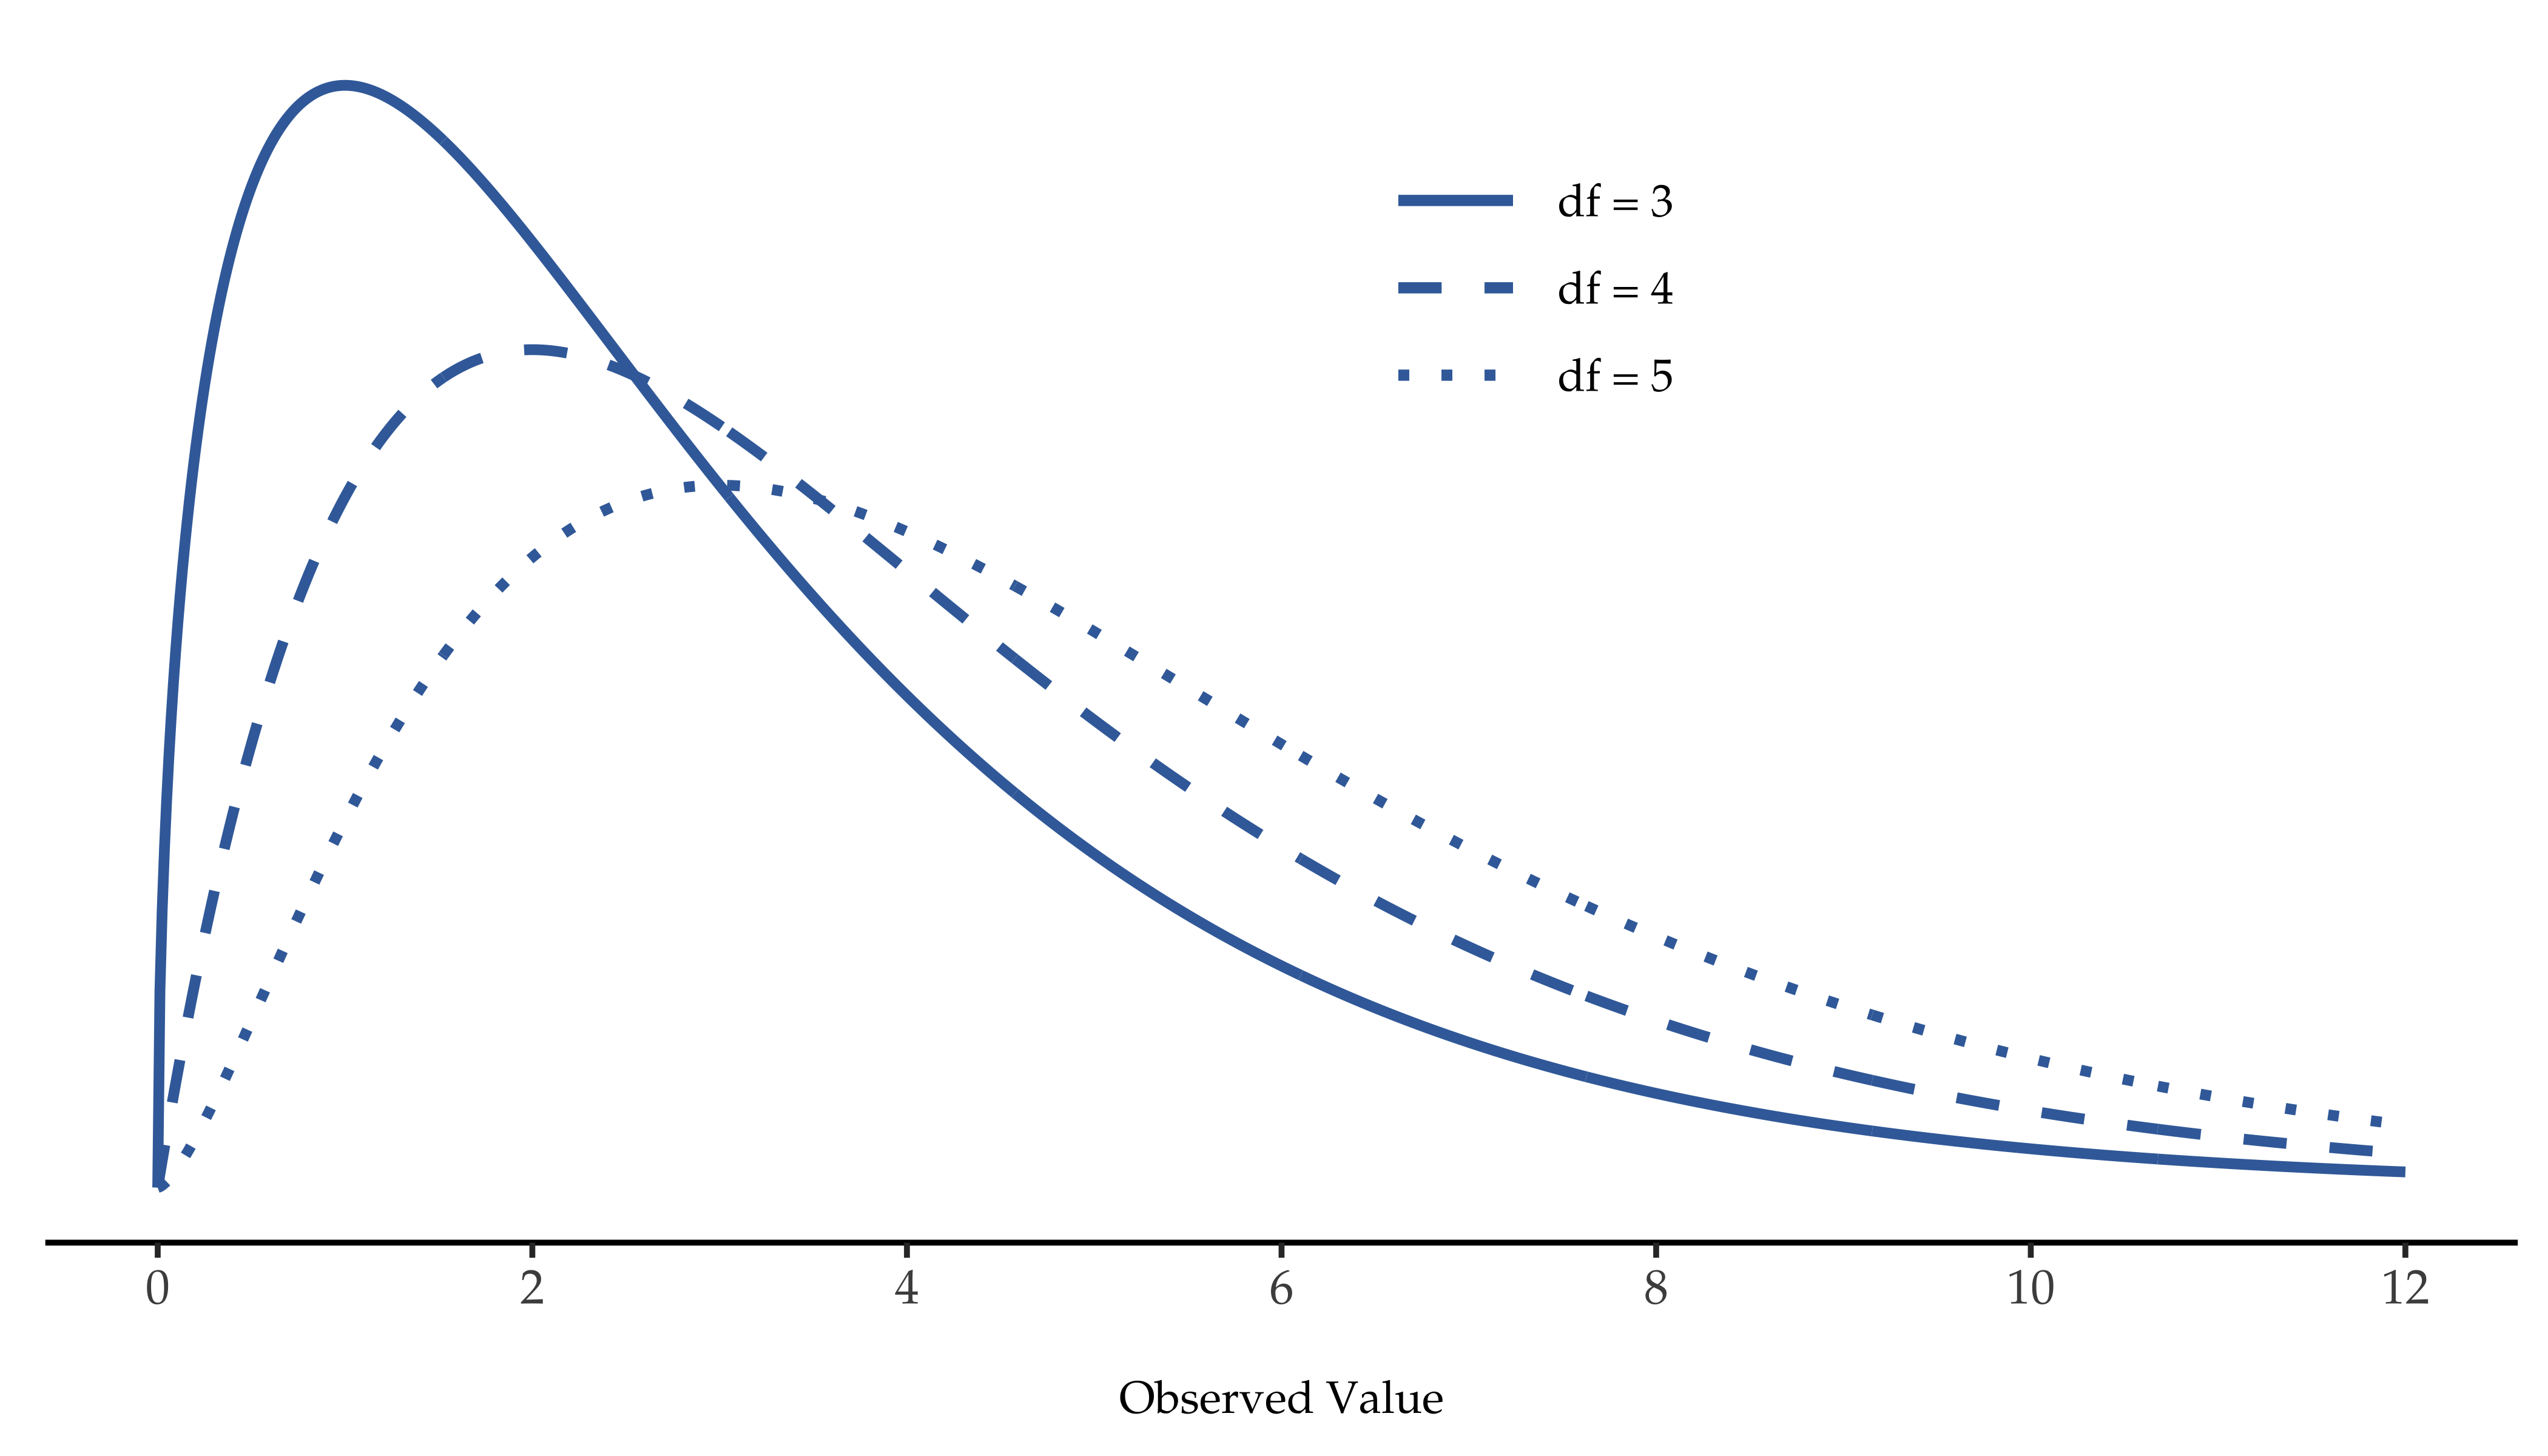 df = 3
df = 4
df = 5
0 2 4 6 8 10 12
Observed Value